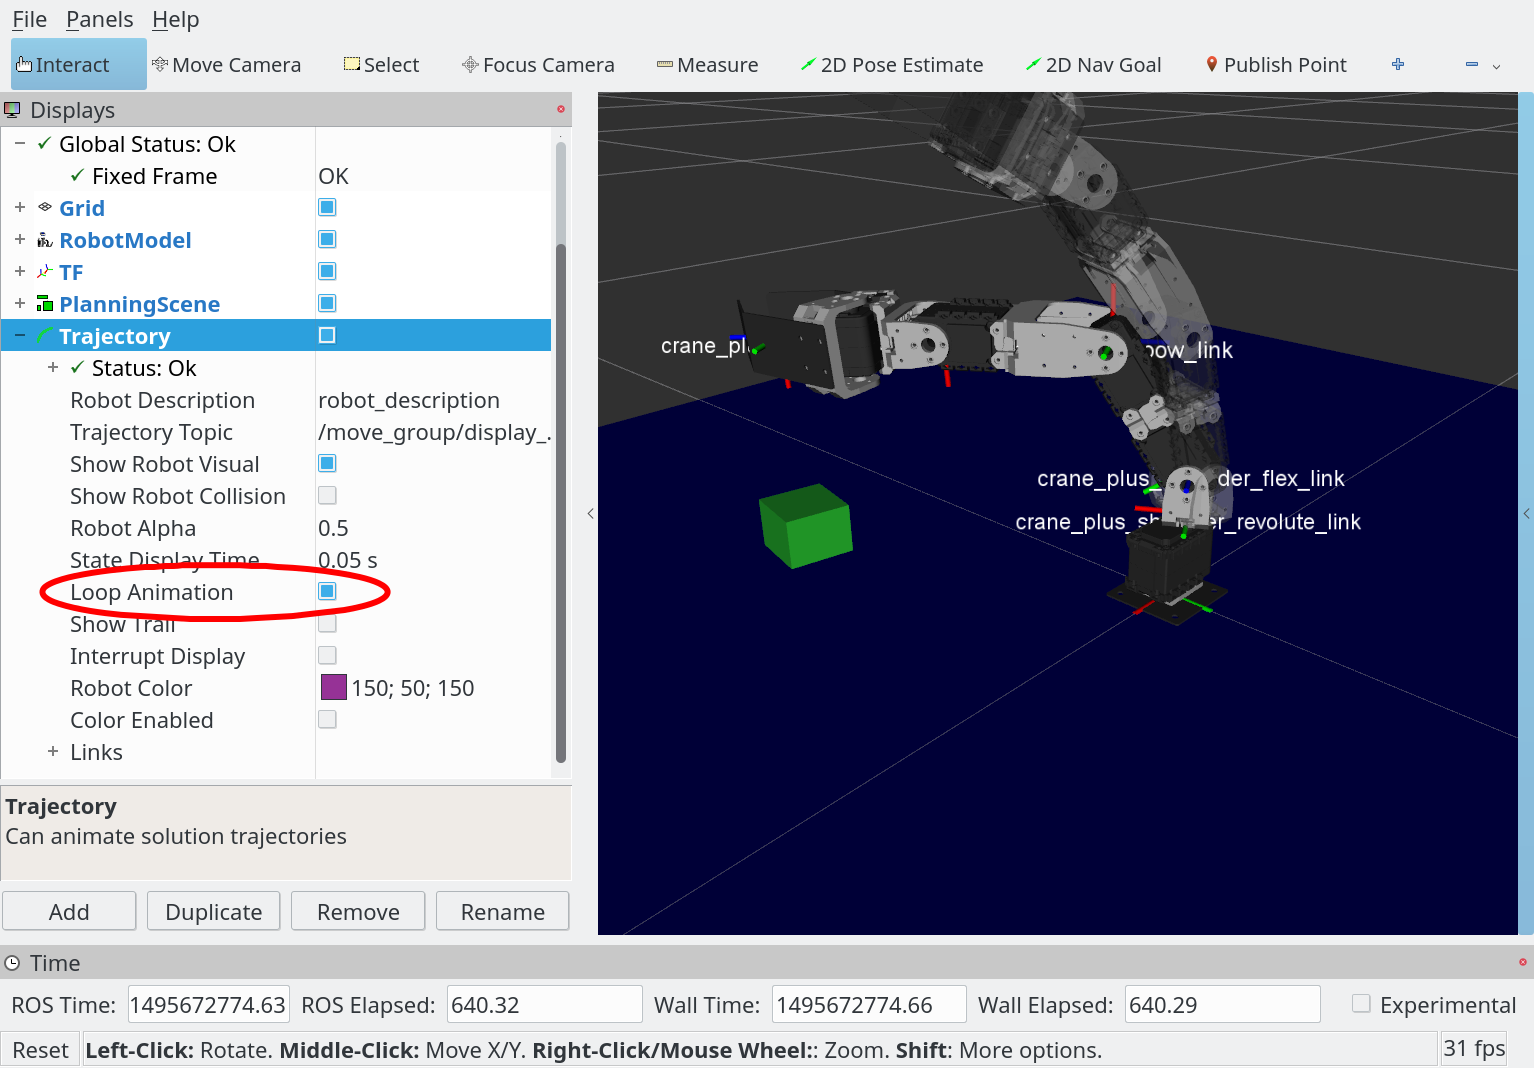 File Panels Help
Interact Move Camera Select Focus Camera Measure 2D Pose Estimate 2D Nav Goal Publish Point
Displays
Global Status: Ok
Fixed Frame OK
Grid
RobotModel
TF
PlanningScene
Trajectory
Status: Ok
Robot Description robot_description
Trajectory Topic /move_group/display_.
Show Robot Visual
Show Robot Collision
Robot Alpha 0.5
State Display Time 0.05 s
Loop Animation
Show Trail
Interrupt Display
Robot Color 150; 50; 150
Color Enabled
Links
Trajectory
Can animate solution trajectories
Add Duplicate Remove Rename
crane_pl
bow_link
crane_plus_ der_flex_link
crane_plus_sh er_revolute_link
Time
ROS Time: 1495672774.63 ROS Elapsed: 640.32 Wall Time: 1495672774.66 Wall Elapsed: 640.29 Experimental
Reset Left-Click: Rotate. Middle-Click: Move X/Y. Right-Click/Mouse Wheel:: Zoom. Shift: More options. 31 fps